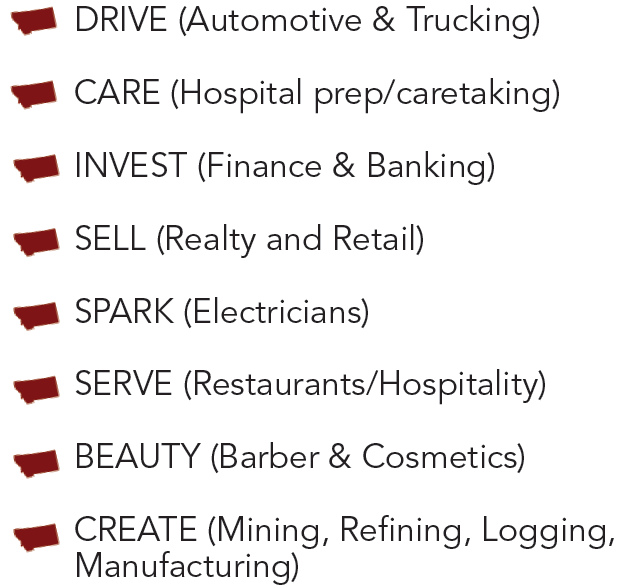 DRIVE (Automotive & Trucking)
CARE (Hospital prep/caretaking)
INVEST (Finance & Banking)
SELL (Realty and Retail)
SPARK (Electricians)
SERVE (Restaurants/Hospitality)
BEAUTY (Barber & Cosmetics)
CREATE (Mining, Refining, Logging,
Manufacturing)